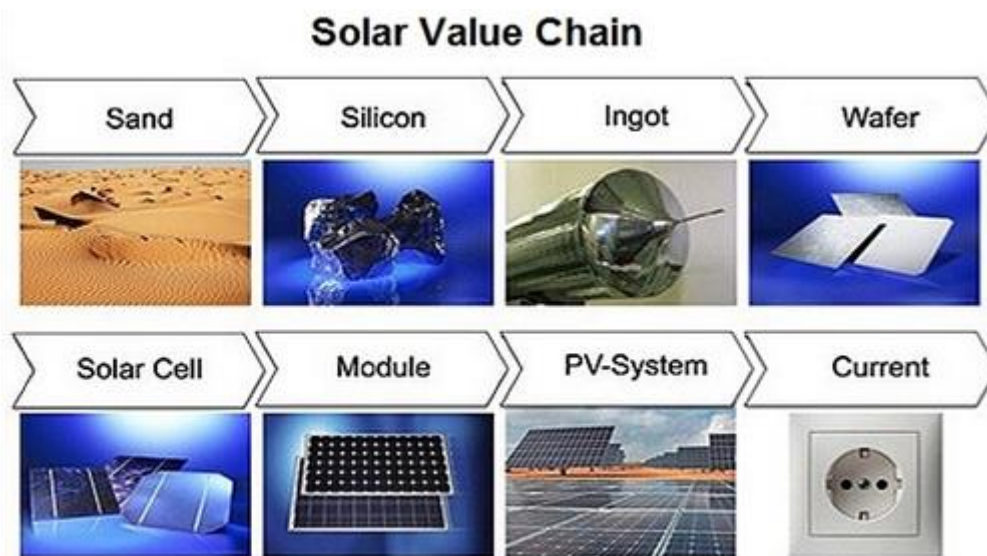 Solar Value Chain
Sand
Silicon
Ingot
Wafer
Solar Cell
Module
PV-System
Current